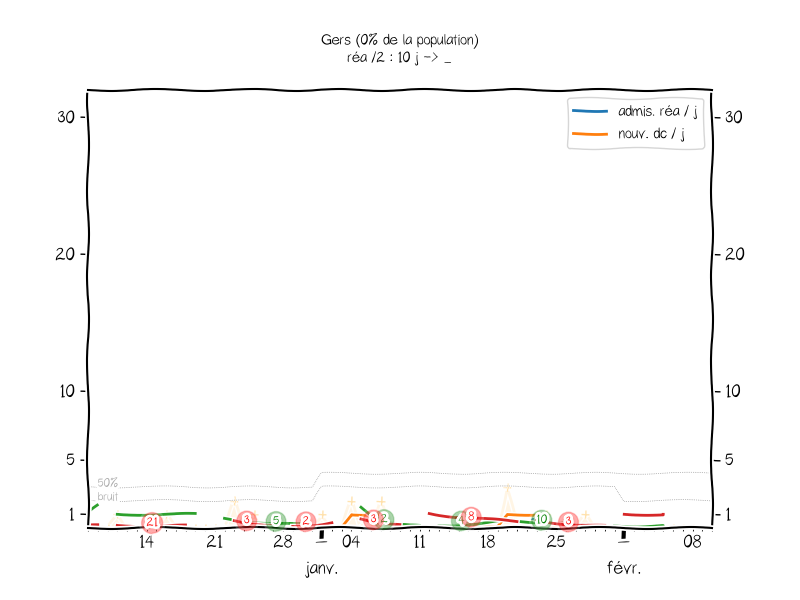 Gers (0% de la population)
réa /2 : 10 j -> _
admis. réa / j
nouv. dc / j
30 30
20 20
10 10
5 5
1 1
50%
bruit
21 3 5 2 3 2 8 10 3
14 21 28 04 11 18 25 08
janv. févr.